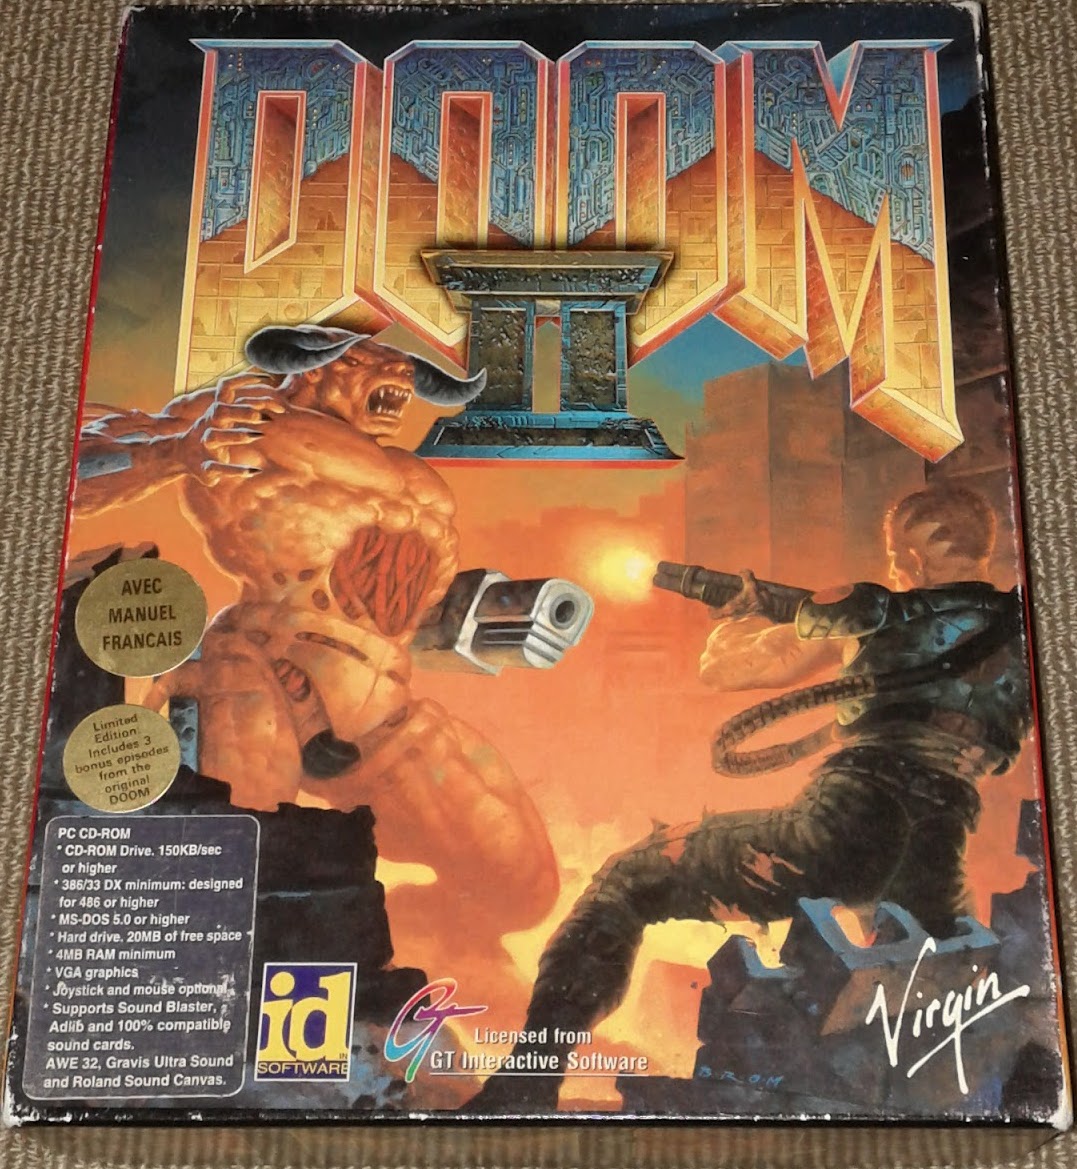 DOOM
II
AVEC
MANUEL
FRANCAIS
Limited
Edition
Includes 3
bonus episodes
from the
original
DOOM
PC CD-ROM
* CD-ROM Drive. 150KB/sec
or higher
* 386/33 DX minimum: designed
for 486 or higher
* MS-DOS 5.0 or higher
* Hard drive. 20MB of free space
* 4MB RAM minimum
* VGA graphics
* Joystick and mouse optional.
* Supports Sound Blaster,
Adlib and 100% compatible
sound cards.
AWE 32, Gravis Ultra Sound
and Roland Sound Canvas.
id
IN
SOFTWARE
GT
Licensed from
GT Interactive Software
BROM
Virgin